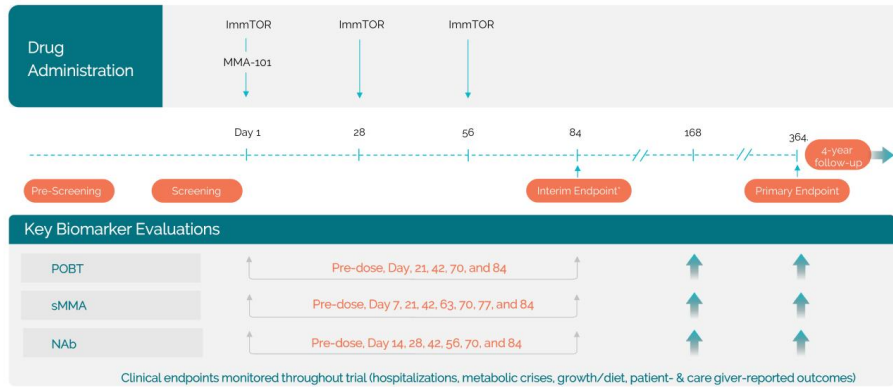 Drug
Administration
ImmTOR
ImmTOR
ImmTOR
MMA-101
Day 1
28
56
84
168
364.
4-year
follow-up
Pre-Screening
Screening
Interim Endpoint*
Primary Endpoint
Key Biomarker Evaluations
POBT
Pre-dose, Day, 21, 42, 70, and 84
sMMA
Pre-dose, Day 7, 21, 42, 63, 70, 77, and 84
NAb
Pre-dose, Day 14, 28, 42, 56, 70, and 84
Clinical endpoints monitored throughout trial (hospitalizations, metabolic crises, growth/diet, patient- & care giver-reported outcomes)